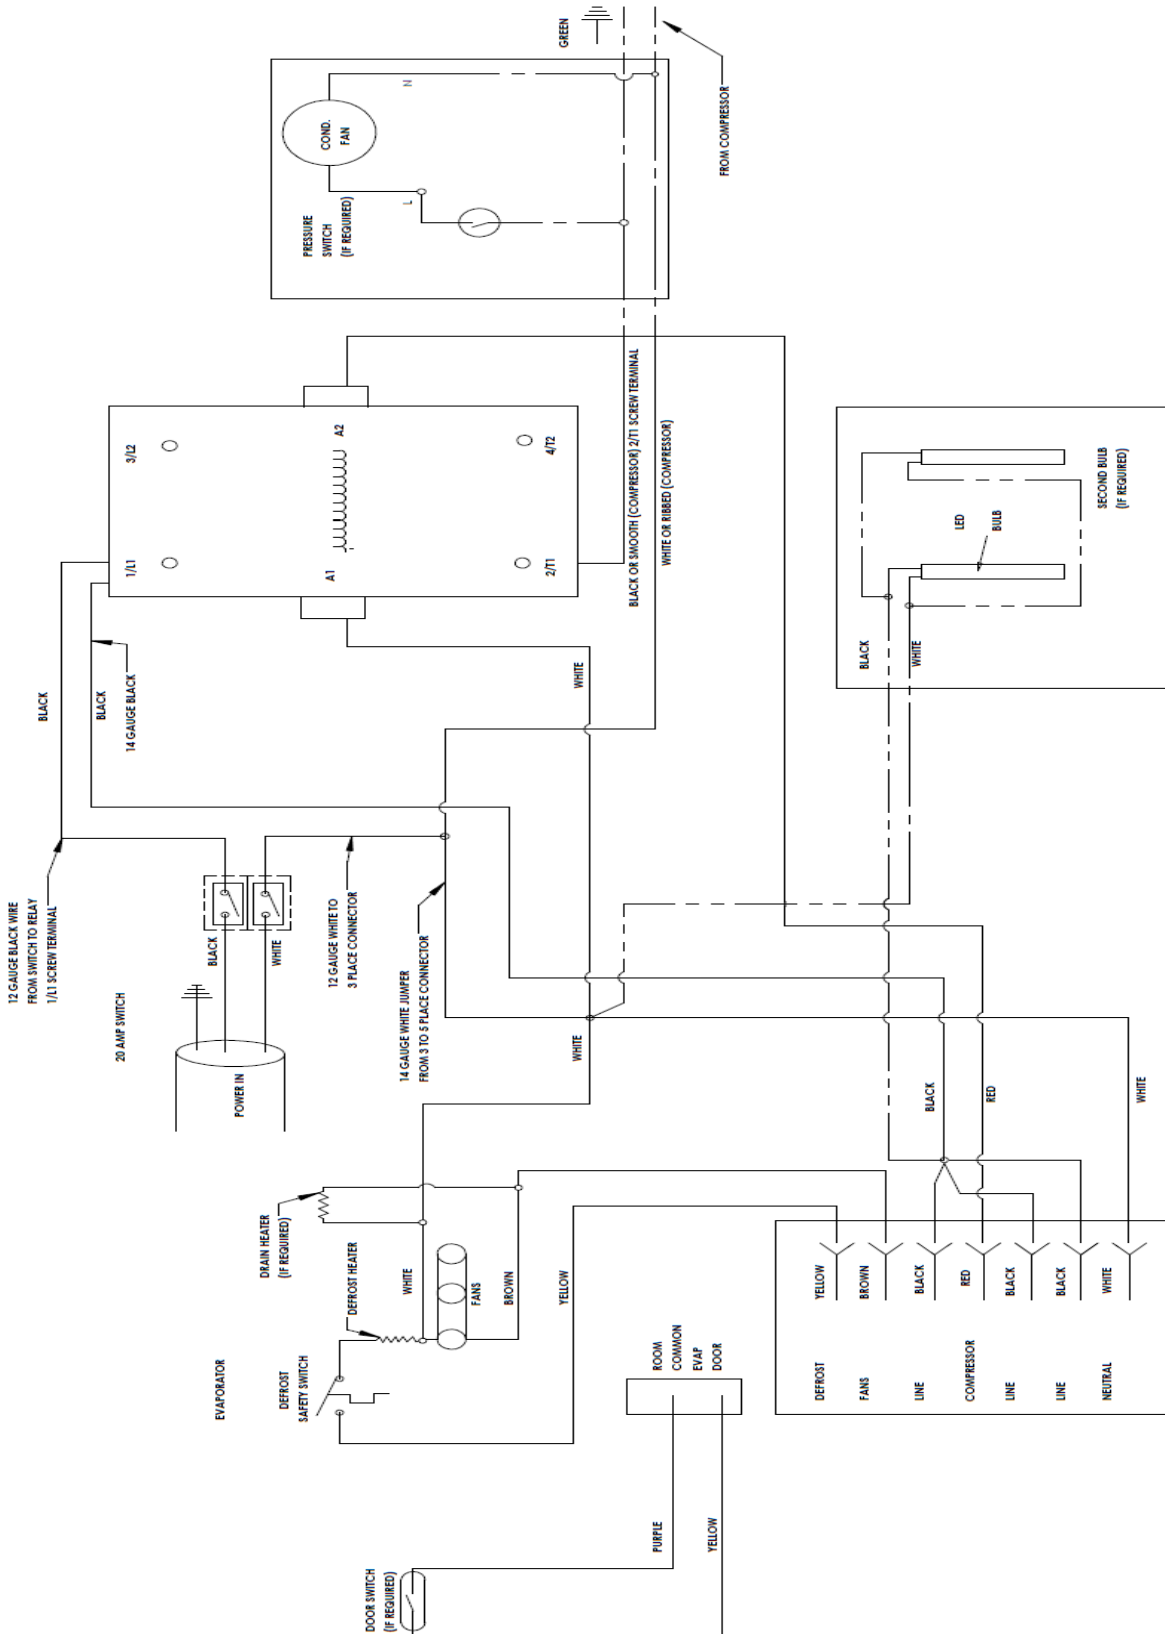 GREEN
FROM COMPRESSOR
COND.
FAN
N
L
PRESSURE
SWITCH
(IF REQUIRED)
3/L2
A2
4/T2
1/L1
A1
2/T1
BLACK OR SMOOTH (COMPRESSOR) 2/T1 SCREW TERMINAL
WHITE OR RIBBED (COMPRESSOR)
BLACK
BLACK
14 GAUGE BLACK
WHITE
SECOND BULB
(IF REQUIRED)
LED
BULB
BLACK
WHITE
12 GAUGE BLACK WIRE
FROM SWITCH TO RELAY
1/L1 SCREW TERMINAL
20 AMP SWITCH
BLACK
WHITE
POWER IN
12 GAUGE WHITE TO
3 PLACE CONNECTOR
14 GAUGE WHITE JUMPER
FROM 3 TO 5 PLACE CONNECTOR
WHITE
BLACK
RED
WHITE
DRAIN HEATER
(IF REQUIRED)
DEFROST HEATER
WHITE
FANS
BROWN
YELLOW
EVAPORATOR
DEFROST
SAFETY SWITCH
ROOM
COMMON
EVAP
DOOR
YELLOW
BROWN
BLACK
RED
BLACK
BLACK
WHITE
DEFROST
FANS
LINE
COMPRESSOR
LINE
LINE
NEUTRAL
PURPLE
YELLOW
DOOR SWITCH
(IF REQUIRED)